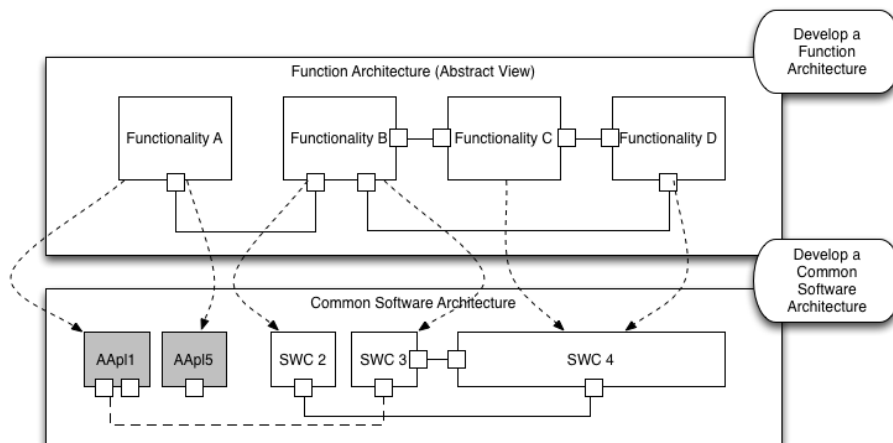 Develop a
Function
Architecture
Function Architecture (Abstract View)
Functionality A
Functionality B
Functionality C
Functionality D
Develop a
Common
Software
Architecture
Common Software Architecture
AApl1
AApl5
SWC 2
SWC 3
SWC 4